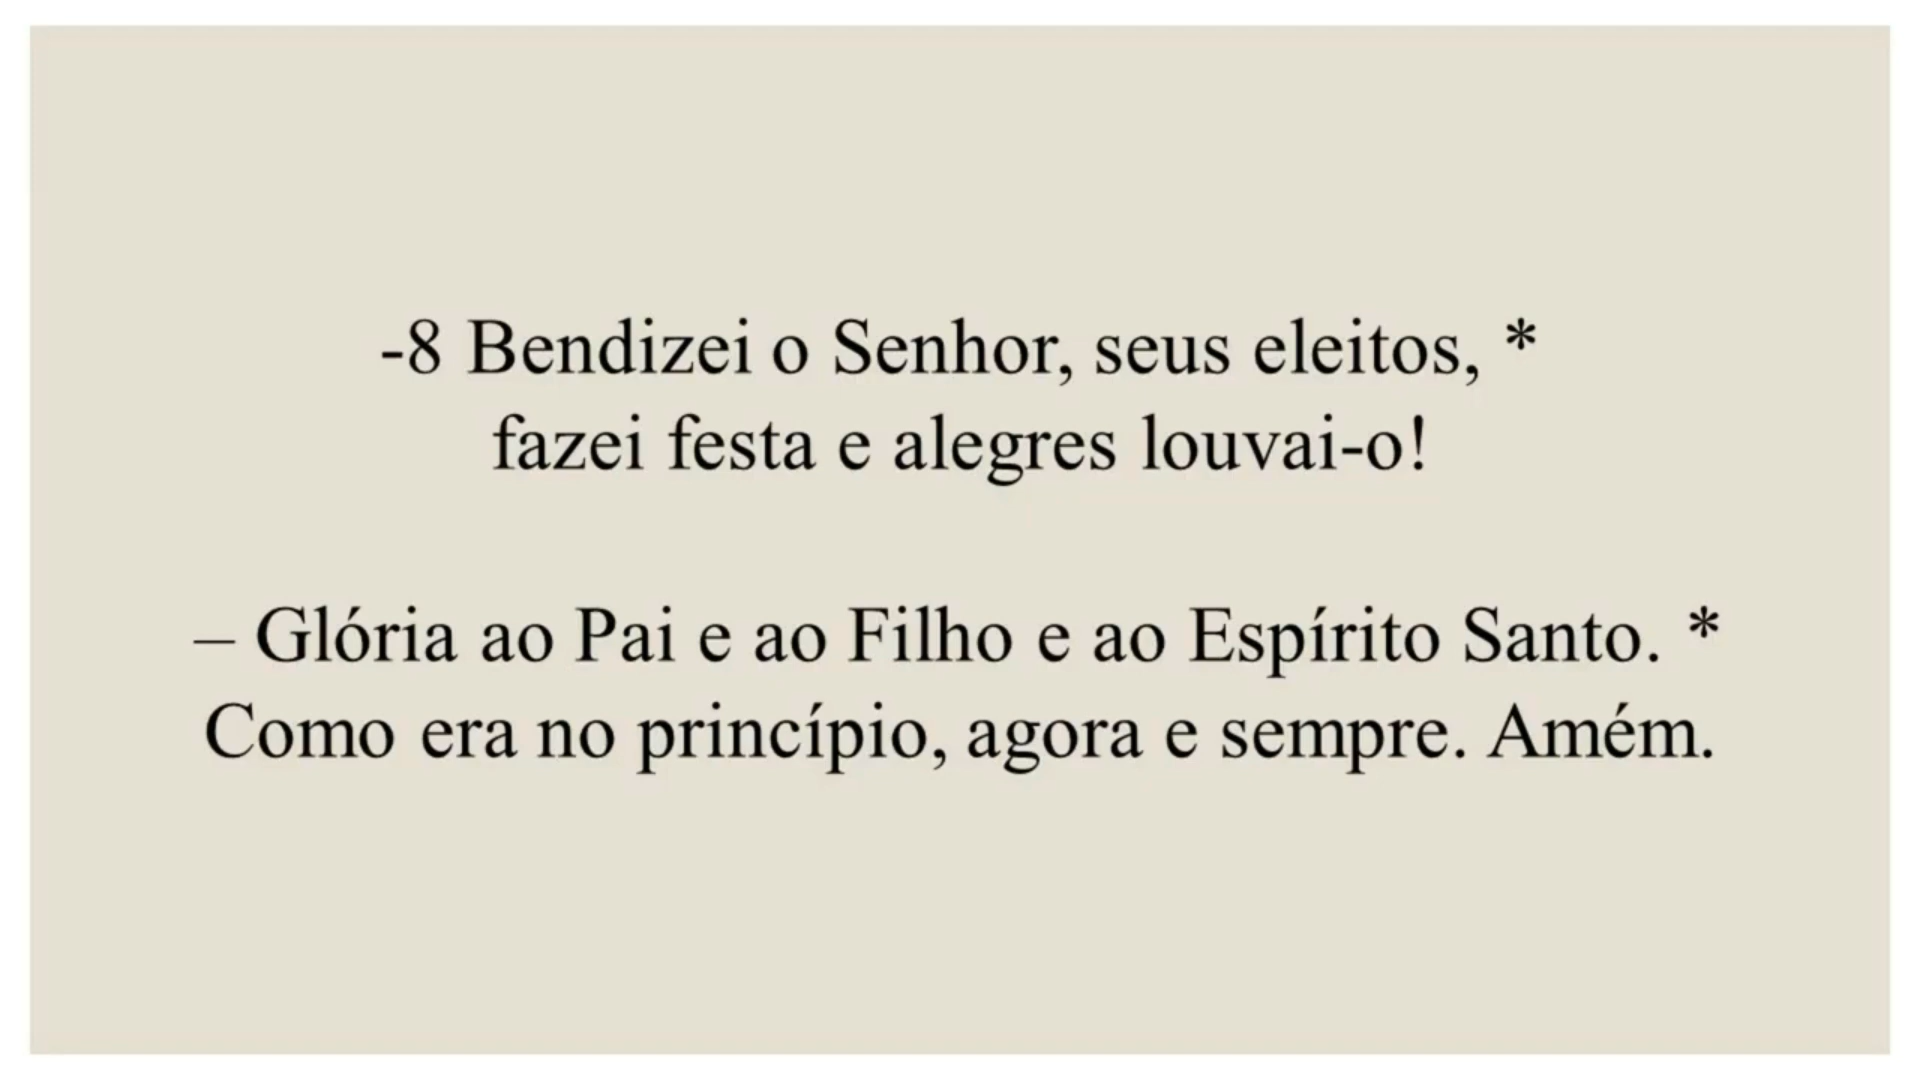 -8 Bendizei o Senhor, seus eleitos, *
fazei festa e alegres louvai-o!
– Glória ao Pai e ao Filho e ao Espírito Santo. *
Como era no princípio, agora e sempre. Amém.